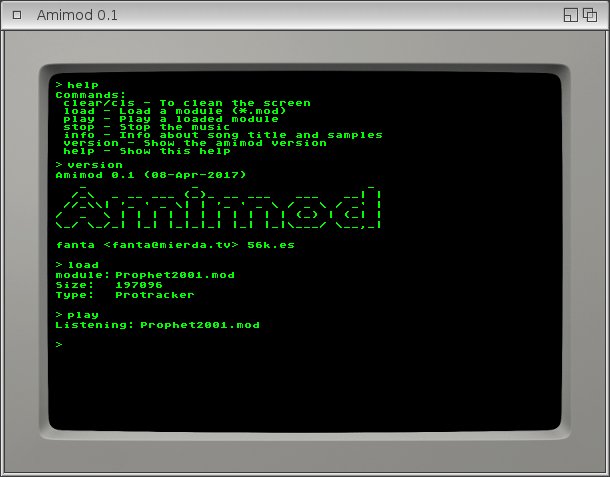 Amimod 0.1
> help
Commands:
clear/cls - To clean the screen
load - Load a module (*.mod)
play - Play a loaded module
stop - Stop the music
info - Info about song title and samples
version - Show the amimod version
help - Show this help
> version
Amimod 0.1 (08-Apr-2017)
Amimod
fanta <fanta@mierda.tv> 56k.es
> load
module: Prophet2001.mod
Size: 197096
Type: Protracker
> play
Listening: Prophet2001.mod
>